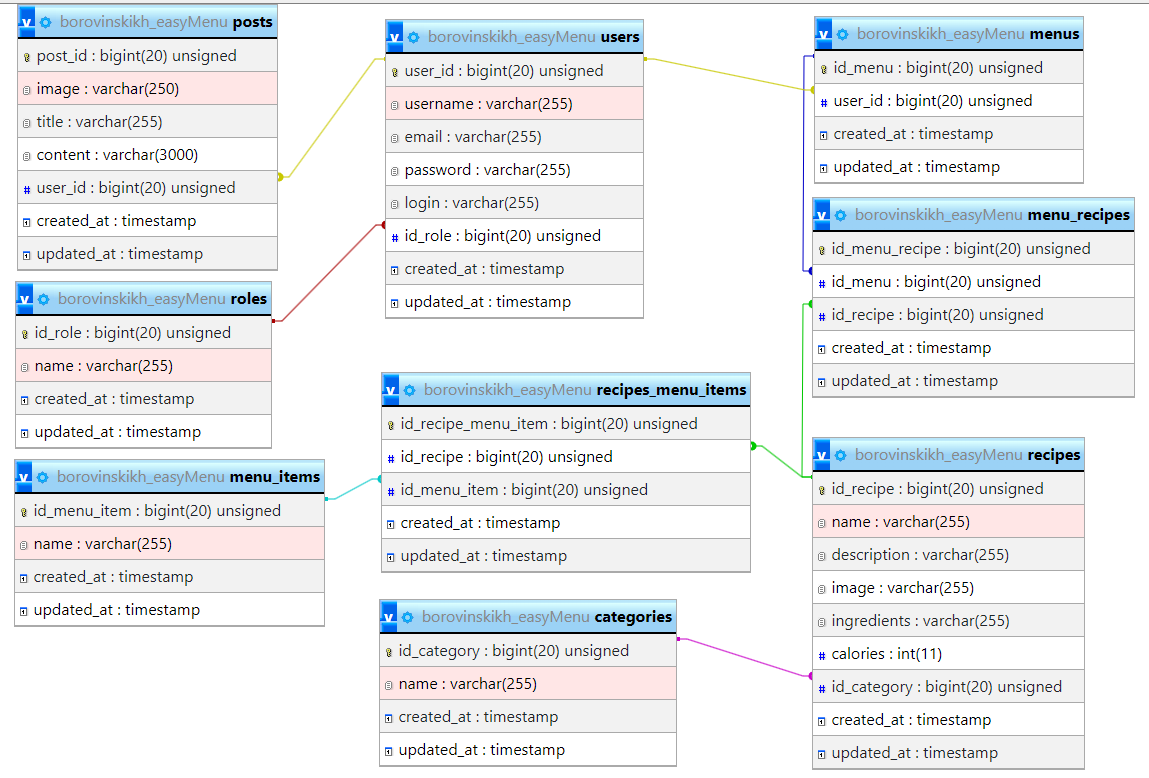 v borovinskikh_easyMenu posts
post_id : bigint(20) unsigned
image : varchar(250)
title : varchar(255)
content : varchar(3000)
# user_id : bigint(20) unsigned
created_at : timestamp
updated_at : timestamp
v borovinskikh_easyMenu users
user_id : bigint(20) unsigned
username : varchar(255)
email : varchar(255)
password : varchar(255)
login : varchar(255)
# id_role : bigint(20) unsigned
created_at : timestamp
updated_at : timestamp
v borovinskikh_easyMenu menus
id_menu : bigint(20) unsigned
# user_id : bigint(20) unsigned
created_at : timestamp
updated_at : timestamp
v borovinskikh_easyMenu menu_recipes
id_menu_recipe : bigint(20) unsigned
# id_menu : bigint(20) unsigned
# id_recipe : bigint(20) unsigned
created_at : timestamp
updated_at : timestamp
v borovinskikh_easyMenu roles
id_role : bigint(20) unsigned
name : varchar(255)
created_at : timestamp
updated_at : timestamp
v borovinskikh_easyMenu recipes_menu_items
id_recipe_menu_item : bigint(20) unsigned
# id_recipe : bigint(20) unsigned
# id_menu_item : bigint(20) unsigned
created_at : timestamp
updated_at : timestamp
v borovinskikh_easyMenu menu_items
id_menu_item : bigint(20) unsigned
name : varchar(255)
created_at : timestamp
updated_at : timestamp
v borovinskikh_easyMenu recipes
id_recipe : bigint(20) unsigned
name : varchar(255)
description : varchar(255)
image : varchar(255)
ingredients : varchar(255)
# calories : int(11)
# id_category : bigint(20) unsigned
created_at : timestamp
updated_at : timestamp
v borovinskikh_easyMenu categories
id_category : bigint(20) unsigned
name : varchar(255)
created_at : timestamp
updated_at : timestamp